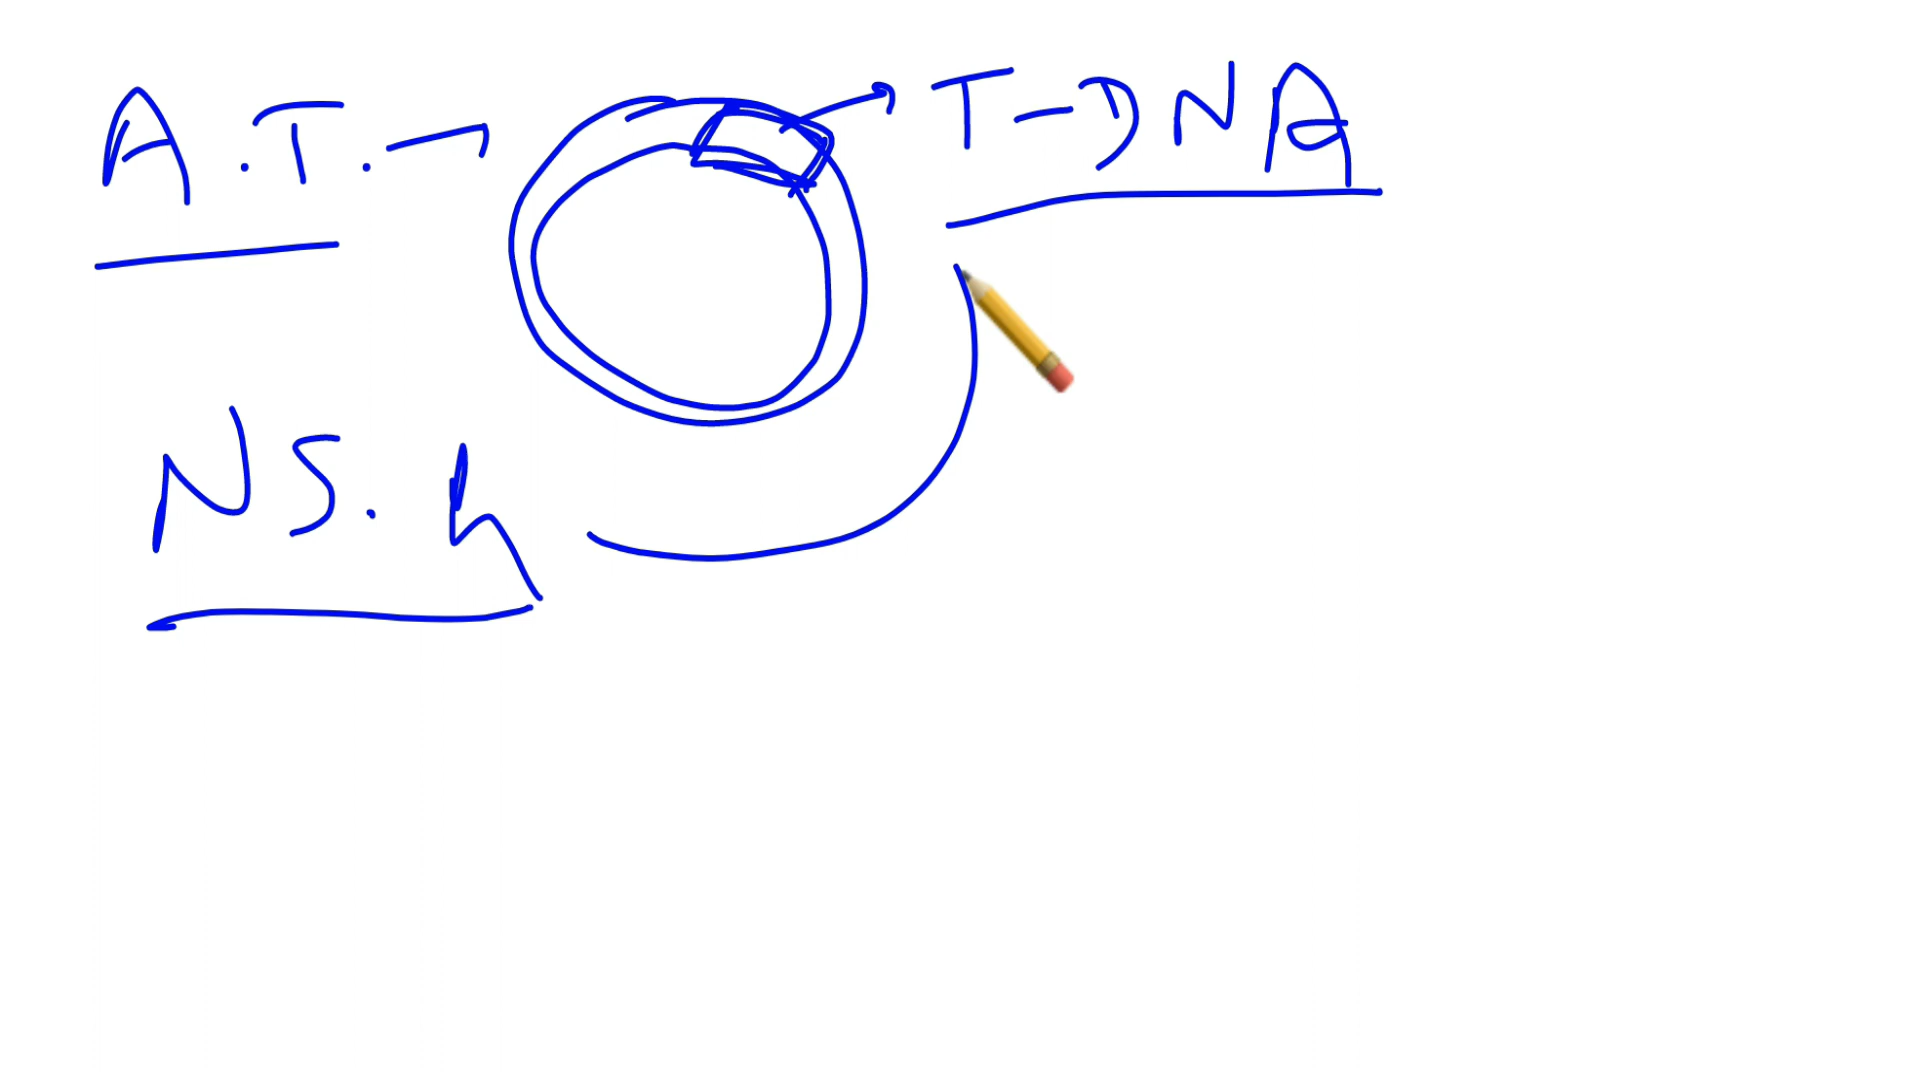 A.T. → T-DNA
NS.